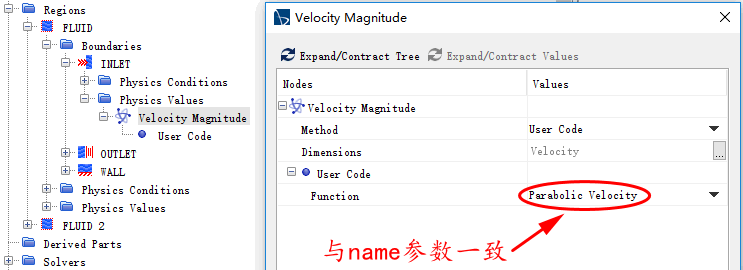 Regions
FLUID
Boundaries
INLET
Physics Conditions
Physics Values
Velocity Magnitude
User Code
OUTLET
WALL
Physics Conditions
Physics Values
FLUID 2
Derived Parts
Solvers
Velocity Magnitude
Expand/Contract Tree Expand/Contract Values
Nodes Values
Velocity Magnitude
Method User Code
Dimensions Velocity ...
User Code
Function Parabolic Velocity
与name参数一致